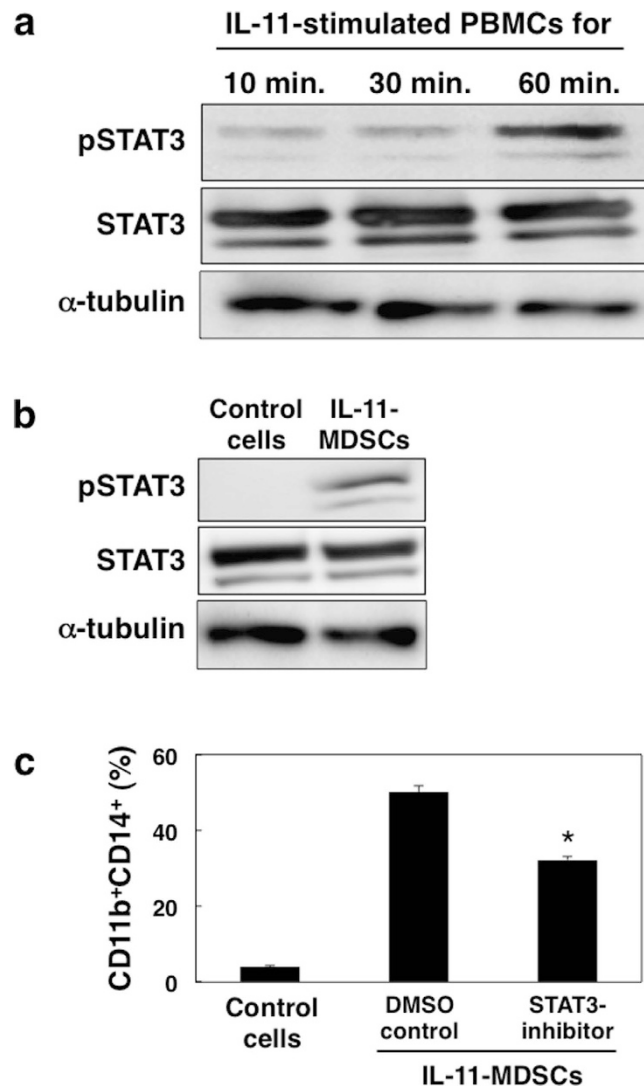 a
IL-11-stimulated PBMCs for
10 min. 30 min. 60 min.
pSTAT3
STAT3
α-tubulin
b
Control cells
IL-11-MDSCs
pSTAT3
STAT3
α-tubulin
c
CD11b⁺CD14⁺ (%)
60
40
20
0
*
Control cells
DMSO control
STAT3-inhibitor
IL-11-MDSCs